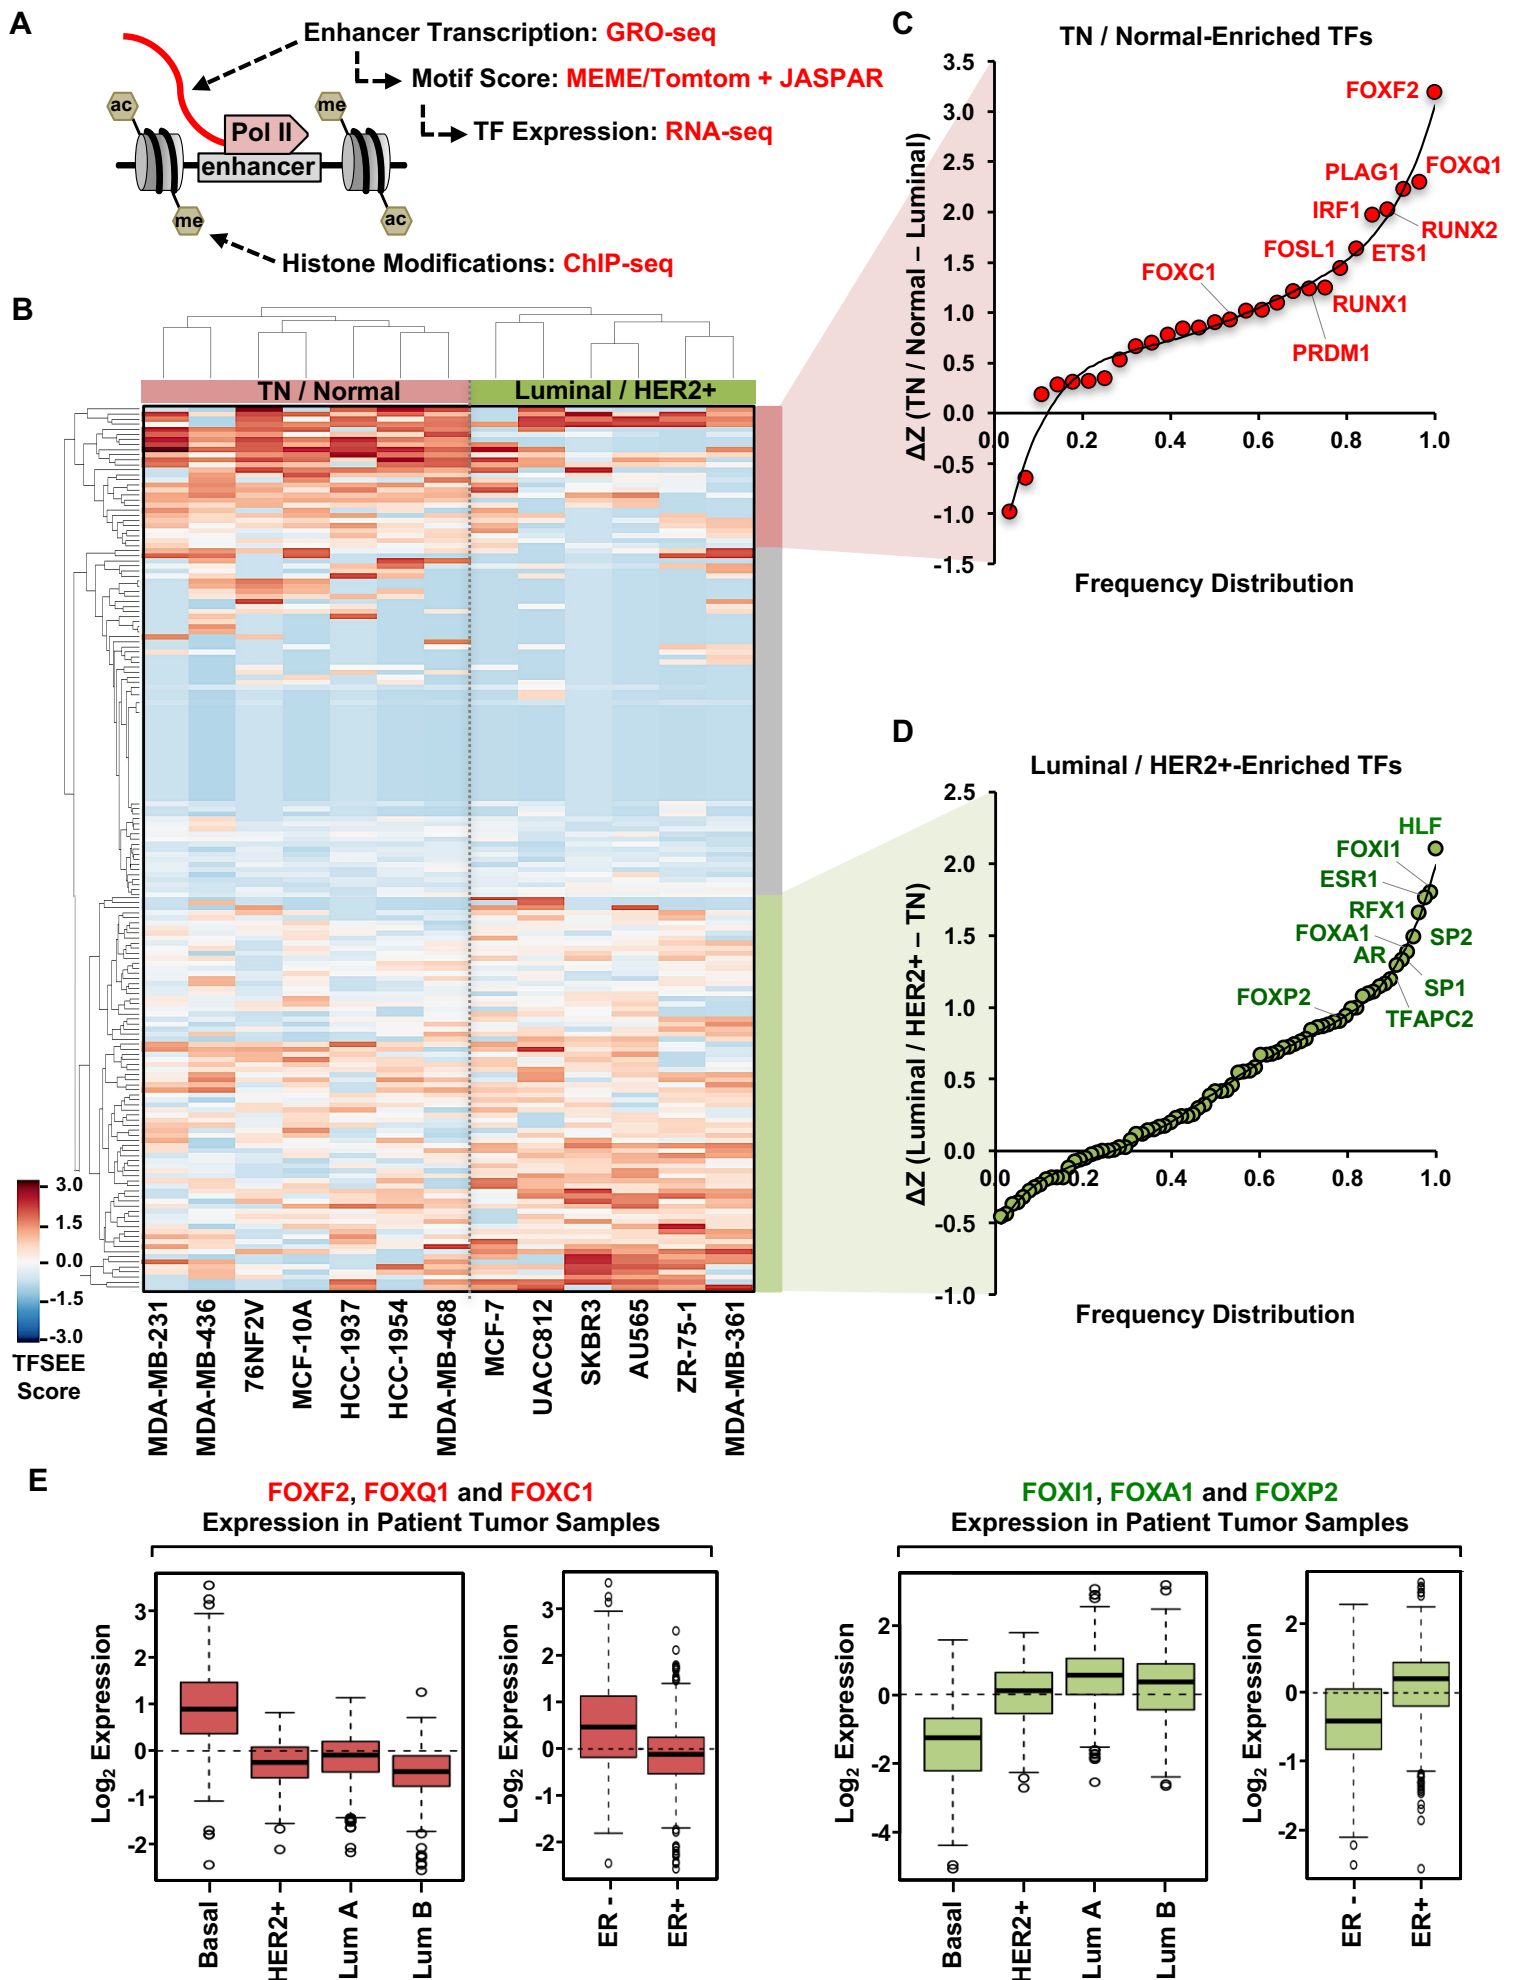 A
Enhancer Transcription: GRO-seq
Motif Score: MEME/Tomtom + JASPAR
TF Expression: RNA-seq
ac
me
Pol II
enhancer
me
ac
Histone Modifications: ChIP-seq
B
TN / Normal
Luminal / HER2+
3.0
1.5
0.0
-1.5
-3.0
TFSEE
Score
MDA-MB-231
MDA-MB-436
76NF2V
MCF-10A
HCC-1937
HCC-1954
MDA-MB-468
MCF-7
UACC812
SKBR3
AU565
ZR-75-1
MDA-MB-361
C
TN / Normal-Enriched TFs
ΔZ (TN / Normal – Luminal)
3.5
3.0
2.5
2.0
1.5
1.0
0.5
0.0
-0.5
-1.0
-1.5
0.0
0.2
0.4
0.6
0.8
1.0
FOXF2
FOXQ1
PLAG1
IRF1
RUNX2
FOSL1
ETS1
FOXC1
RUNX1
PRDM1
Frequency Distribution
D
Luminal / HER2+-Enriched TFs
ΔZ (Luminal / HER2+ – TN)
2.5
2.0
1.5
1.0
0.5
0.0
-0.5
-1.0
0.0
0.2
0.4
0.6
0.8
1.0
HLF
FOXI1
ESR1
RFX1
FOXA1
SP2
AR
SP1
FOXP2
TFAPC2
Frequency Distribution
E
FOXF2, FOXQ1 and FOXC1
Expression in Patient Tumor Samples
Log2 Expression
3
2
1
0
-1
-2
Basal
HER2+
Lum A
Lum B
Log2 Expression
3
2
1
0
-1
-2
ER -
ER+
FOXI1, FOXA1 and FOXP2
Expression in Patient Tumor Samples
Log2 Expression
2
0
-2
-4
Basal
HER2+
Lum A
Lum B
Log2 Expression
2
0
-1
-2
ER -
ER+